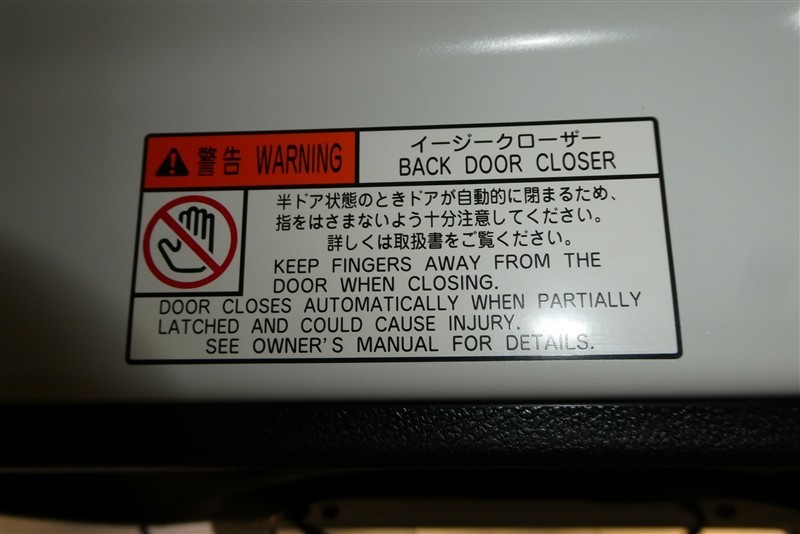 警告 WARNING
イージークローザー
BACK DOOR CLOSER
半ドア状態のときドアが自動的に閉まるため、
指をはさまないよう十分注意してください。
詳しくは取扱書をご覧ください。
KEEP FINGERS AWAY FROM THE
DOOR WHEN CLOSING.
DOOR CLOSES AUTOMATICALLY WHEN PARTIALLY
LATCHED AND COULD CAUSE INJURY.
SEE OWNER'S MANUAL FOR DETAILS.